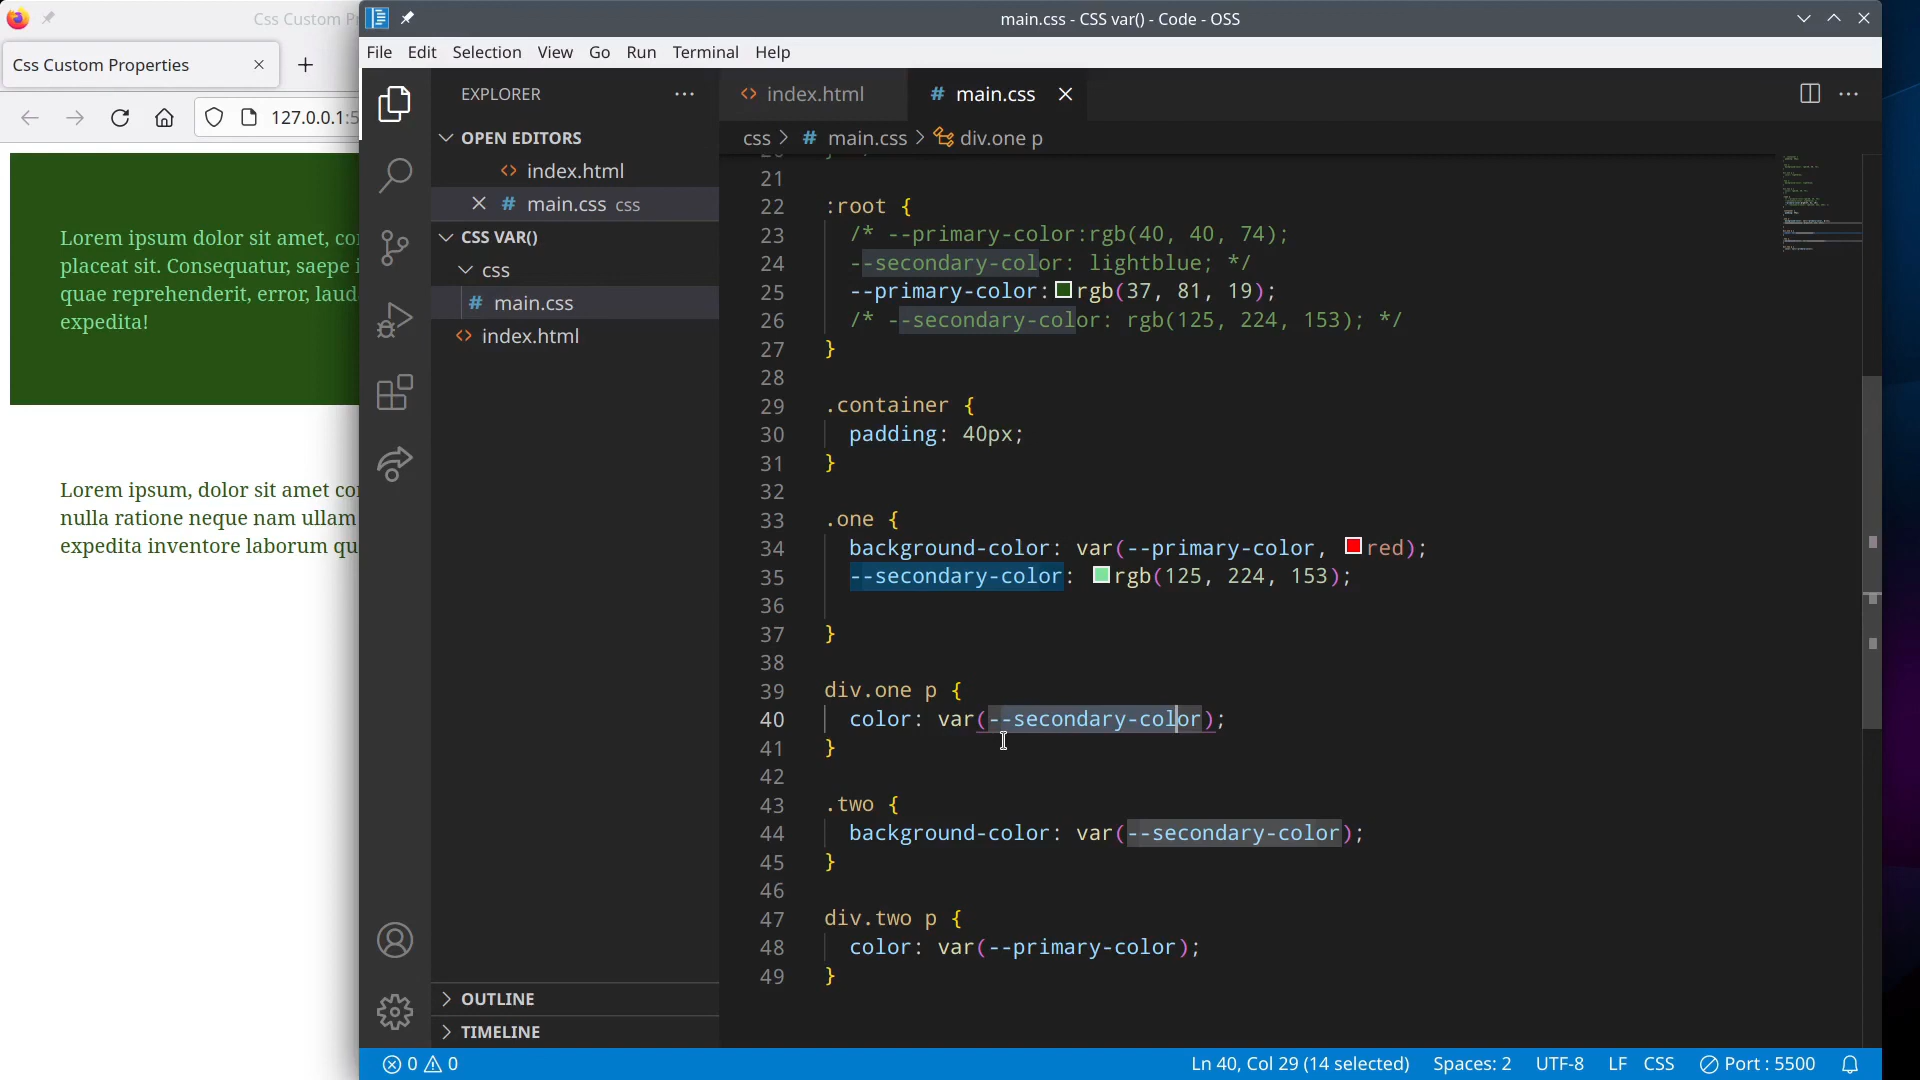 Css Custom P
main.css - CSS var() - Code - OSS
File Edit Selection View Go Run Terminal Help
Css Custom Properties
127.0.0.1:5
EXPLORER
OPEN EDITORS
index.html
main.css css
CSS VAR()
css
main.css
index.html
OUTLINE
TIMELINE
index.html
main.css
css > # main.css > div.one p
21
22 :root {
23 /* --primary-color:rgb(40, 40, 74);
24 --secondary-color: lightblue; */
25 --primary-color:rgb(37, 81, 19);
26 /* --secondary-color: rgb(125, 224, 153); */
27 }
28
29 .container {
30 padding: 40px;
31 }
32
33 .one {
34 background-color: var(--primary-color, red);
35 --secondary-color: rgb(125, 224, 153);
36
37 }
38
39 div.one p {
40 color: var(--secondary-color);
41 }
42
43 .two {
44 background-color: var(--secondary-color);
45 }
46
47 div.two p {
48 color: var(--primary-color);
49 }
Lorem ipsum dolor sit amet, co
placeat sit. Consequatur, saepe i
quae reprehenderit, error, laud
expedita!
Lorem ipsum, dolor sit amet co
nulla ratione neque nam ullam
expedita inventore laborum qu
0 0
Ln 40, Col 29 (14 selected) Spaces: 2 UTF-8 LF CSS Port : 5500